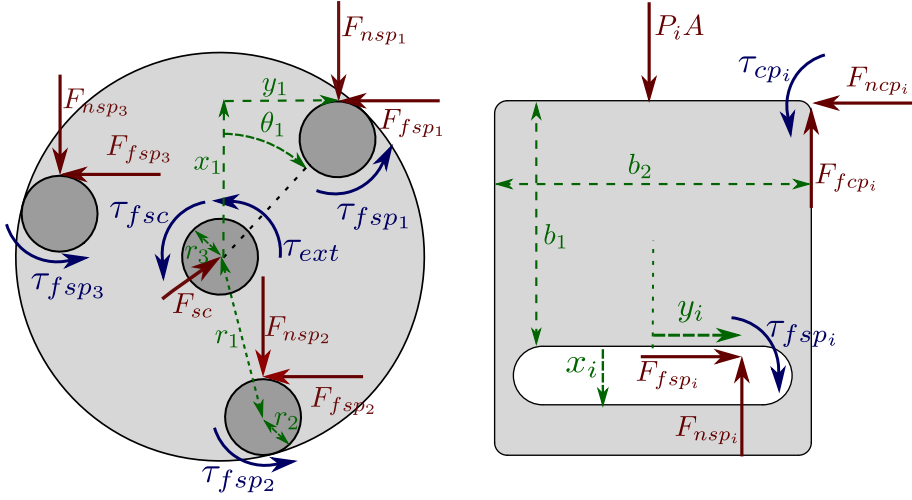 F_{nsp_1}
y_1
F_{nsp_3}
F_{fsp_1}
θ_1
F_{fsp_3}
x_1
τ_{fsc}
τ_{fsp_1}
r_3
τ_{ext}
τ_{fsp_3}
F_{sc}
r_1
F_{nsp_2}
F_{fsp_2}
r_2
τ_{fsp_2}
P_iA
τ_{cp_i}
F_{ncp_i}
b_2
F_{fcp_i}
b_1
y_i
τ_{fsp_i}
x_i
F_{fsp_i}
F_{nsp_i}